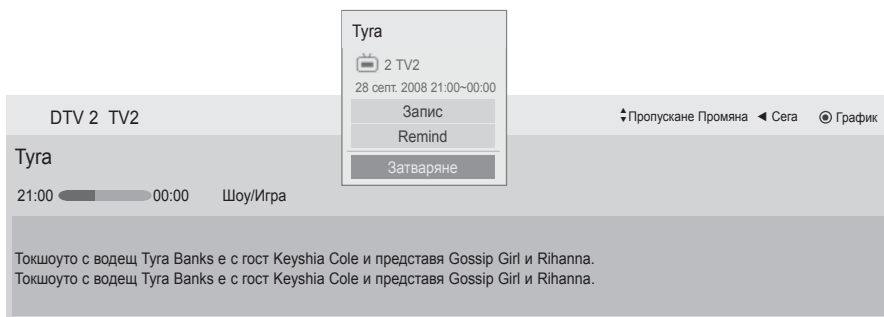 Tyra
2 TV2
28 септ. 2008 21:00~00:00
Запис
Remind
Затваряне
DTV 2 TV2
Пропускане Промяна ◄ Сега ◉ График
Tyra
21:00 00:00 Шоу/Игра
Токшоуто с водещ Tyra Banks е с гост Keyshia Cole и представя Gossip Girl и Rihanna.
Токшоуто с водещ Tyra Banks е с гост Keyshia Cole и представя Gossip Girl и Rihanna.